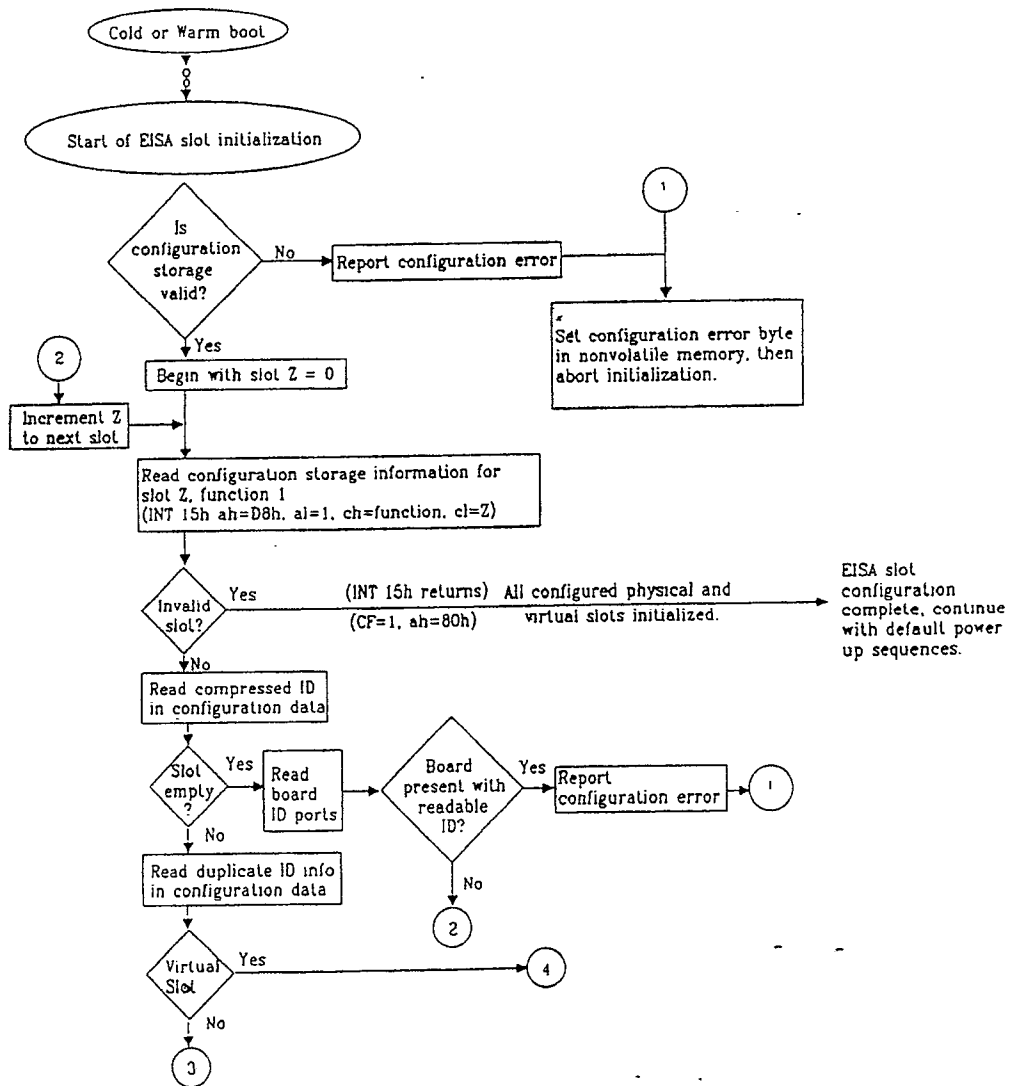 Cold or Warm boot
Start of EISA slot initialization
1
Is
configuration
storage
valid?
No
Report configuration error
Set configuration error byte
in nonvolatile memory, then
abort initialization.
Yes
2
Begin with slot Z = 0
Increment Z
to next slot
Read configuration storage information for
slot Z, function 1
(INT 15h ah=D8h, al=1, ch=function, cl=Z)
Invalid
slot?
Yes
(INT 15h returns) All configured physical and
(CF=1, ah=80h) virtual slots initialized.
EISA slot
configuration
complete, continue
with default power
up sequences.
No
Read compressed ID
in configuration data
Slot
empty
?
Yes
Read
board
ID ports
Board
present with
readable
ID?
Yes
Report
configuration error
1
No
No
2
Read duplicate ID info
in configuration data
Virtual
Slot
Yes
4
No
3